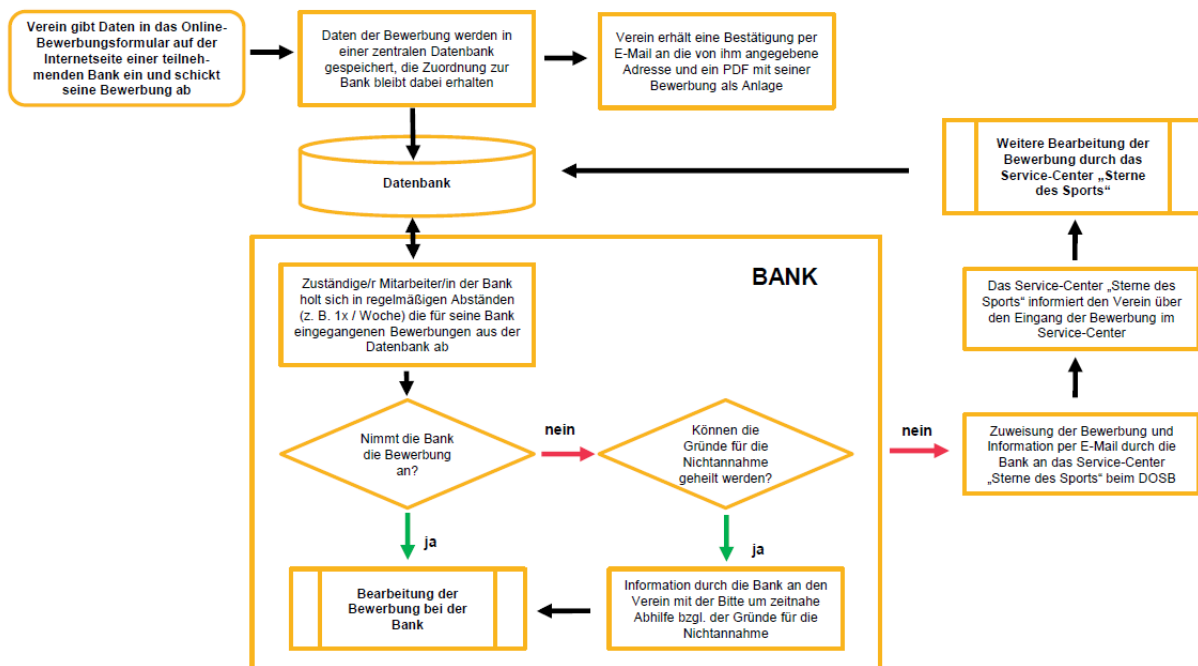 Verein gibt Daten in das Online-
Bewerbungsformular auf der
Internetseite einer teilneh-
menden Bank ein und schickt
seine Bewerbung ab
Daten der Bewerbung werden in
einer zentralen Datenbank
gespeichert, die Zuordnung zur
Bank bleibt dabei erhalten
Verein erhält eine Bestätigung per
E-Mail an die von ihm angegebene
Adresse und ein PDF mit seiner
Bewerbung als Anlage
Datenbank
Weitere Bearbeitung der
Bewerbung durch das
Service-Center „Sterne
des Sports“
BANK
Zuständige/r Mitarbeiter/in der Bank
holt sich in regelmäßigen Abständen
(z. B. 1x / Woche) die für seine Bank
eingegangenen Bewerbungen aus der
Datenbank ab
Das Service-Center „Sterne des
Sports“ informiert den Verein über
den Eingang der Bewerbung im
Service-Center
Nimmt die Bank
die Bewerbung
an?
nein
Können die
Gründe für die
Nichtannahme
geheilt werden?
nein
Zuweisung der Bewerbung und
Information per E-Mail durch die
Bank an das Service-Center
„Sterne des Sports“ beim DOSB
ja
ja
Bearbeitung der
Bewerbung bei der
Bank
Information durch die Bank an den
Verein mit der Bitte um zeitnahe
Abhilfe bzgl. der Gründe für die
Nichtannahme